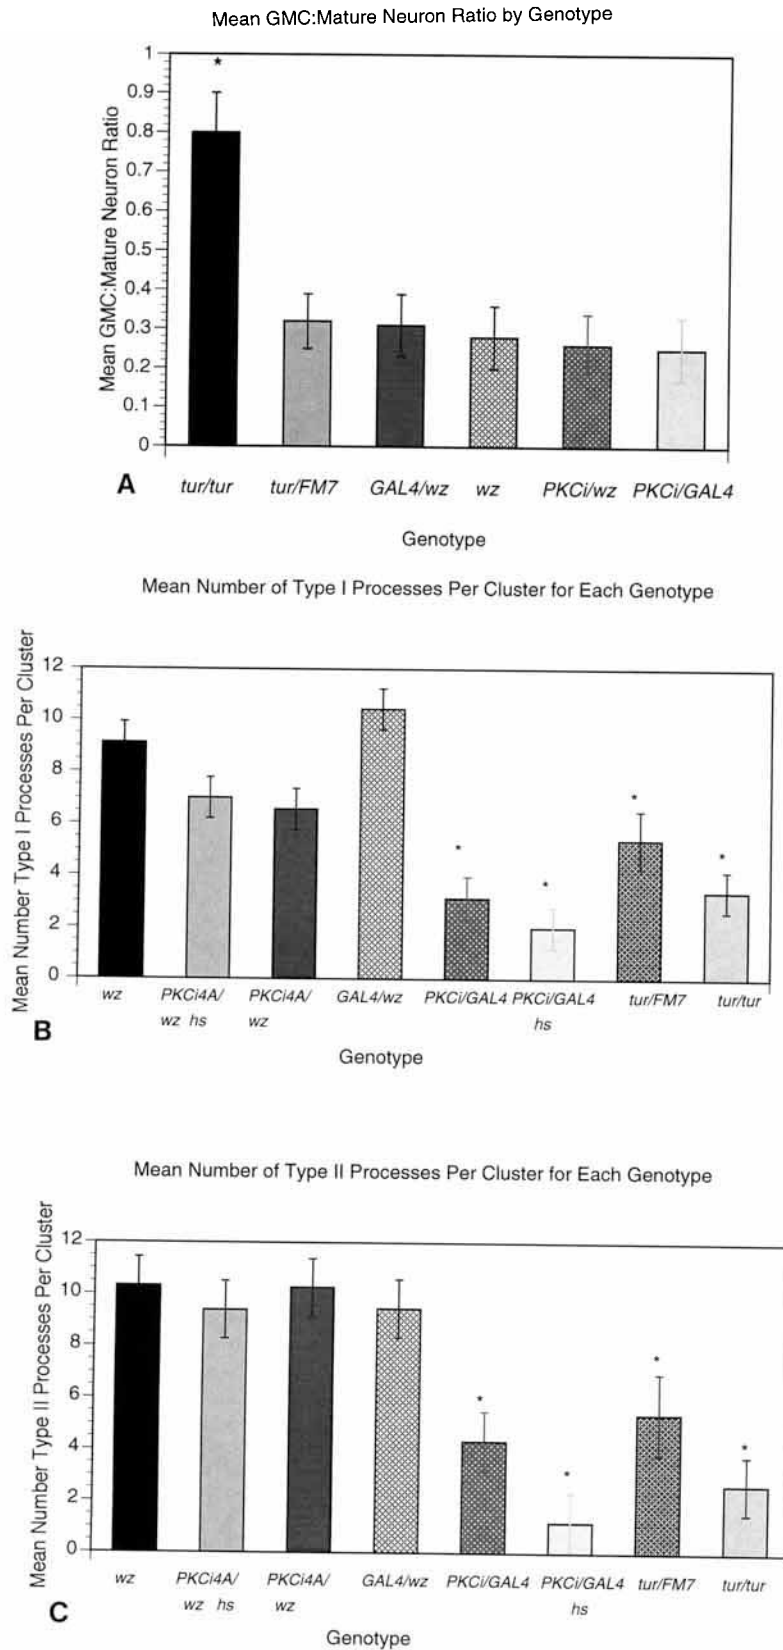 Mean GMC:Mature Neuron Ratio by Genotype
Mean GMC:Mature Neuron Ratio
1
0.9
0.8
0.7
0.6
0.5
0.4
0.3
0.2
0.1
0
*
A
tur/tur tur/FM7 GAL4/wz wz PKCi/wz PKCi/GAL4
Genotype
Mean Number of Type I Processes Per Cluster for Each Genotype
Mean Number Type I Processes Per Cluster
12
10
8
6
4
2
0
* * * *
wz PKCi4A/ PKCi4A/ GAL4/wz PKCi/GAL4 PKCi/GAL4 tur/FM7 tur/tur
wz hs wz hs
B
Genotype
Mean Number of Type II Processes Per Cluster for Each Genotype
Mean Number Type II Processes Per Cluster
12
10
8
6
4
2
0
* * * *
wz PKCi4A/ PKCi4A/ GAL4/wz PKCi/GAL4 PKCi/GAL4 tur/FM7 tur/tur
wz hs wz hs
C
Genotype